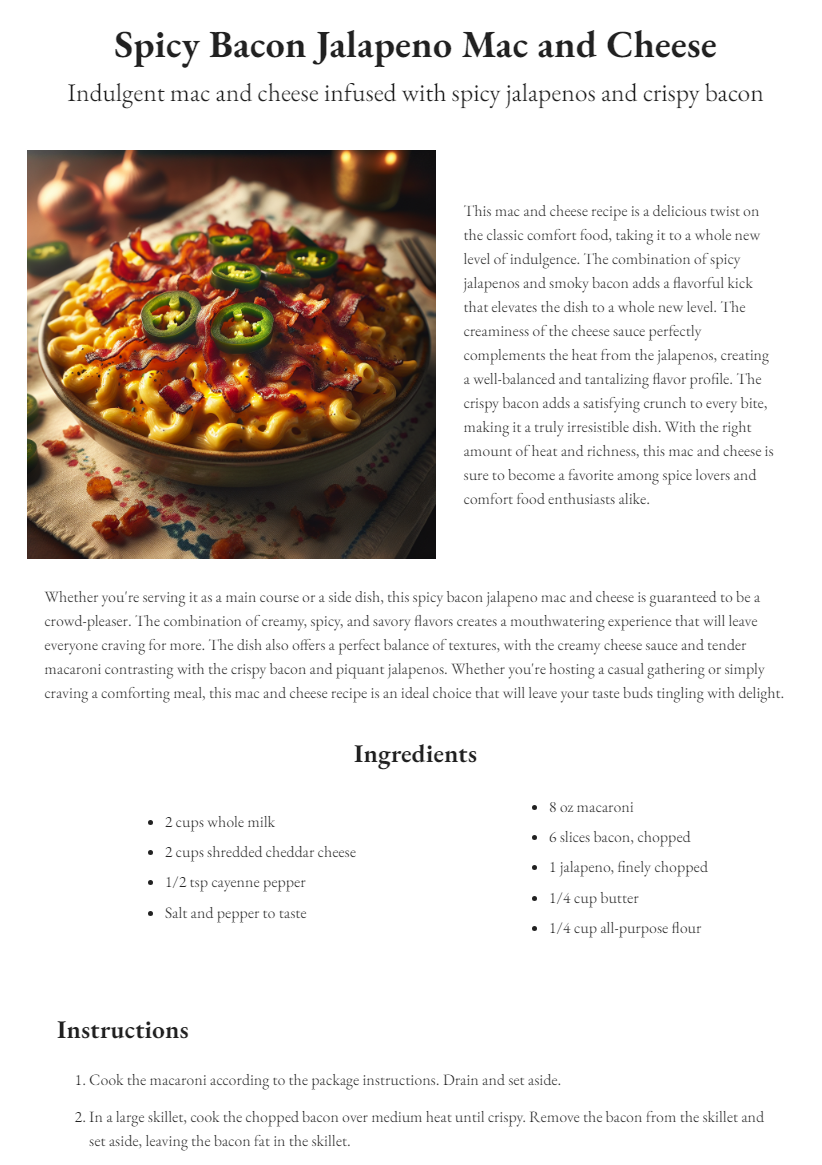 Spicy Bacon Jalapeno Mac and Cheese
Indulgent mac and cheese infused with spicy jalapenos and crispy bacon
This mac and cheese recipe is a delicious twist on
the classic comfort food, taking it to a whole new
level of indulgence. The combination of spicy
jalapenos and smoky bacon adds a flavorful kick
that elevates the dish to a whole new level. The
creaminess of the cheese sauce perfectly
complements the heat from the jalapenos, creating
a well-balanced and tantalizing flavor profile. The
crispy bacon adds a satisfying crunch to every bite,
making it a truly irresistible dish. With the right
amount of heat and richness, this mac and cheese is
sure to become a favorite among spice lovers and
comfort food enthusiasts alike.
Whether you're serving it as a main course or a side dish, this spicy bacon jalapeno mac and cheese is guaranteed to be a
crowd-pleaser. The combination of creamy, spicy, and savory flavors creates a mouthwatering experience that will leave
everyone craving for more. The dish also offers a perfect balance of textures, with the creamy cheese sauce and tender
macaroni contrasting with the crispy bacon and piquant jalapenos. Whether you're hosting a casual gathering or simply
craving a comforting meal, this mac and cheese recipe is an ideal choice that will leave your taste buds tingling with delight.
Ingredients
• 2 cups whole milk
• 2 cups shredded cheddar cheese
• 1/2 tsp cayenne pepper
• Salt and pepper to taste
• 8 oz macaroni
• 6 slices bacon, chopped
• 1 jalapeno, finely chopped
• 1/4 cup butter
• 1/4 cup all-purpose flour
Instructions
1. Cook the macaroni according to the package instructions. Drain and set aside.
2. In a large skillet, cook the chopped bacon over medium heat until crispy. Remove the bacon from the skillet and
set aside, leaving the bacon fat in the skillet.